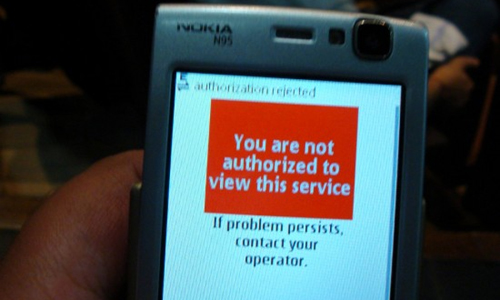 NOKIA
N95
authorization rejected
You are not
authorized to
view this service
If problem persists,
contact your
operator.